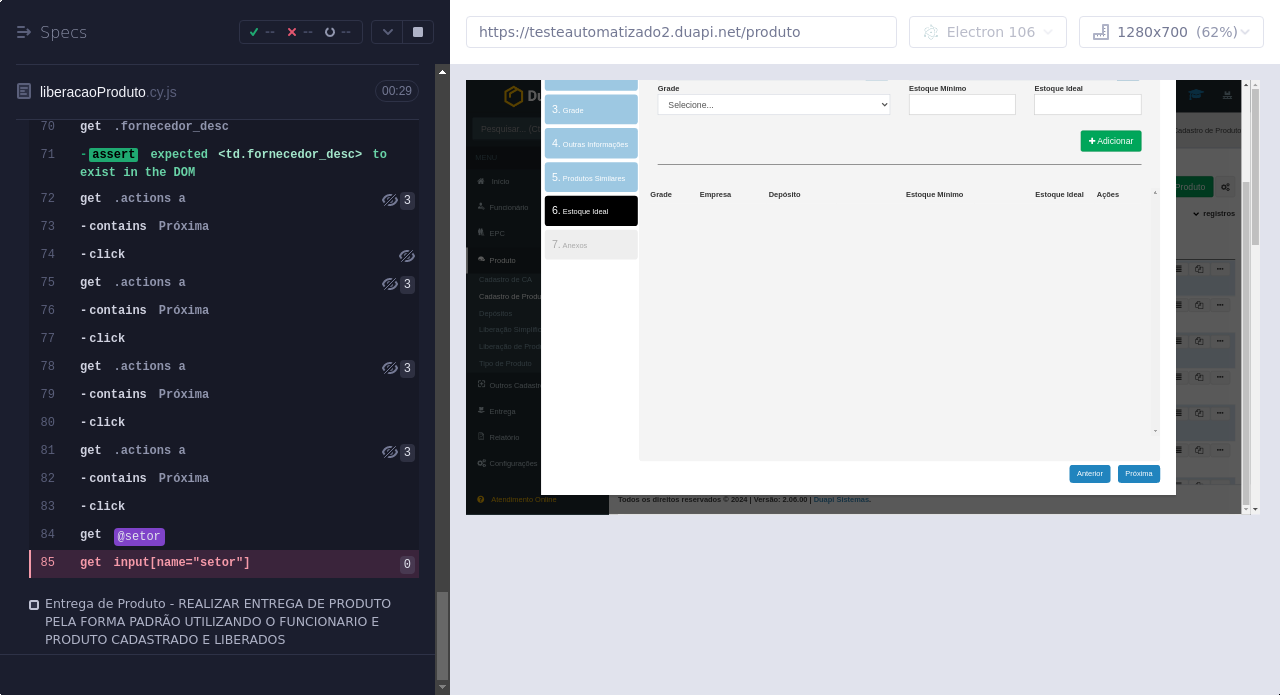 Specs
-- -- --
liberacaoProduto.cy.js 00:29
70 get .fornecedor_desc
71 -assert expected <td.fornecedor_desc> to
exist in the DOM
72 get .actions a 3
73 -contains Próxima
74 -click
75 get .actions a 3
76 -contains Próxima
77 -click
78 get .actions a 3
79 -contains Próxima
80 -click
81 get .actions a 3
82 -contains Próxima
83 -click
84 get @setor
85 get input[name="setor"] 0
Entrega de Produto - REALIZAR ENTREGA DE PRODUTO
PELA FORMA PADRÃO UTILIZANDO O FUNCIONARIO E
PRODUTO CADASTRADO E LIBERADOS
https://testeautomatizado2.duapi.net/produto
Electron 106
1280x700 (62%)
Du
Pesquisar... (C
MENU
Início
Funcionário
EPC
Produto
Cadastro de CA
Cadastro de Produ
Depósitos
Liberação Simplific
Liberação de Prod
Tipo de Produto
Outros Cadastr
Entrega
Relatório
Configurações
Atendimento Online
3. Grade
4. Outras Informações
5. Produtos Similares
6. Estoque Ideal
7. Anexos
Grade Estoque Mínimo Estoque Ideal
Selecione...
Adicionar
Grade Empresa Depósito Estoque Mínimo Estoque Ideal Ações
Anterior Próxima
Cadastro de Produto
Produto
registros
Todos os direitos reservados © 2024 | Versão: 2.06.00 | Duapi Sistemas.